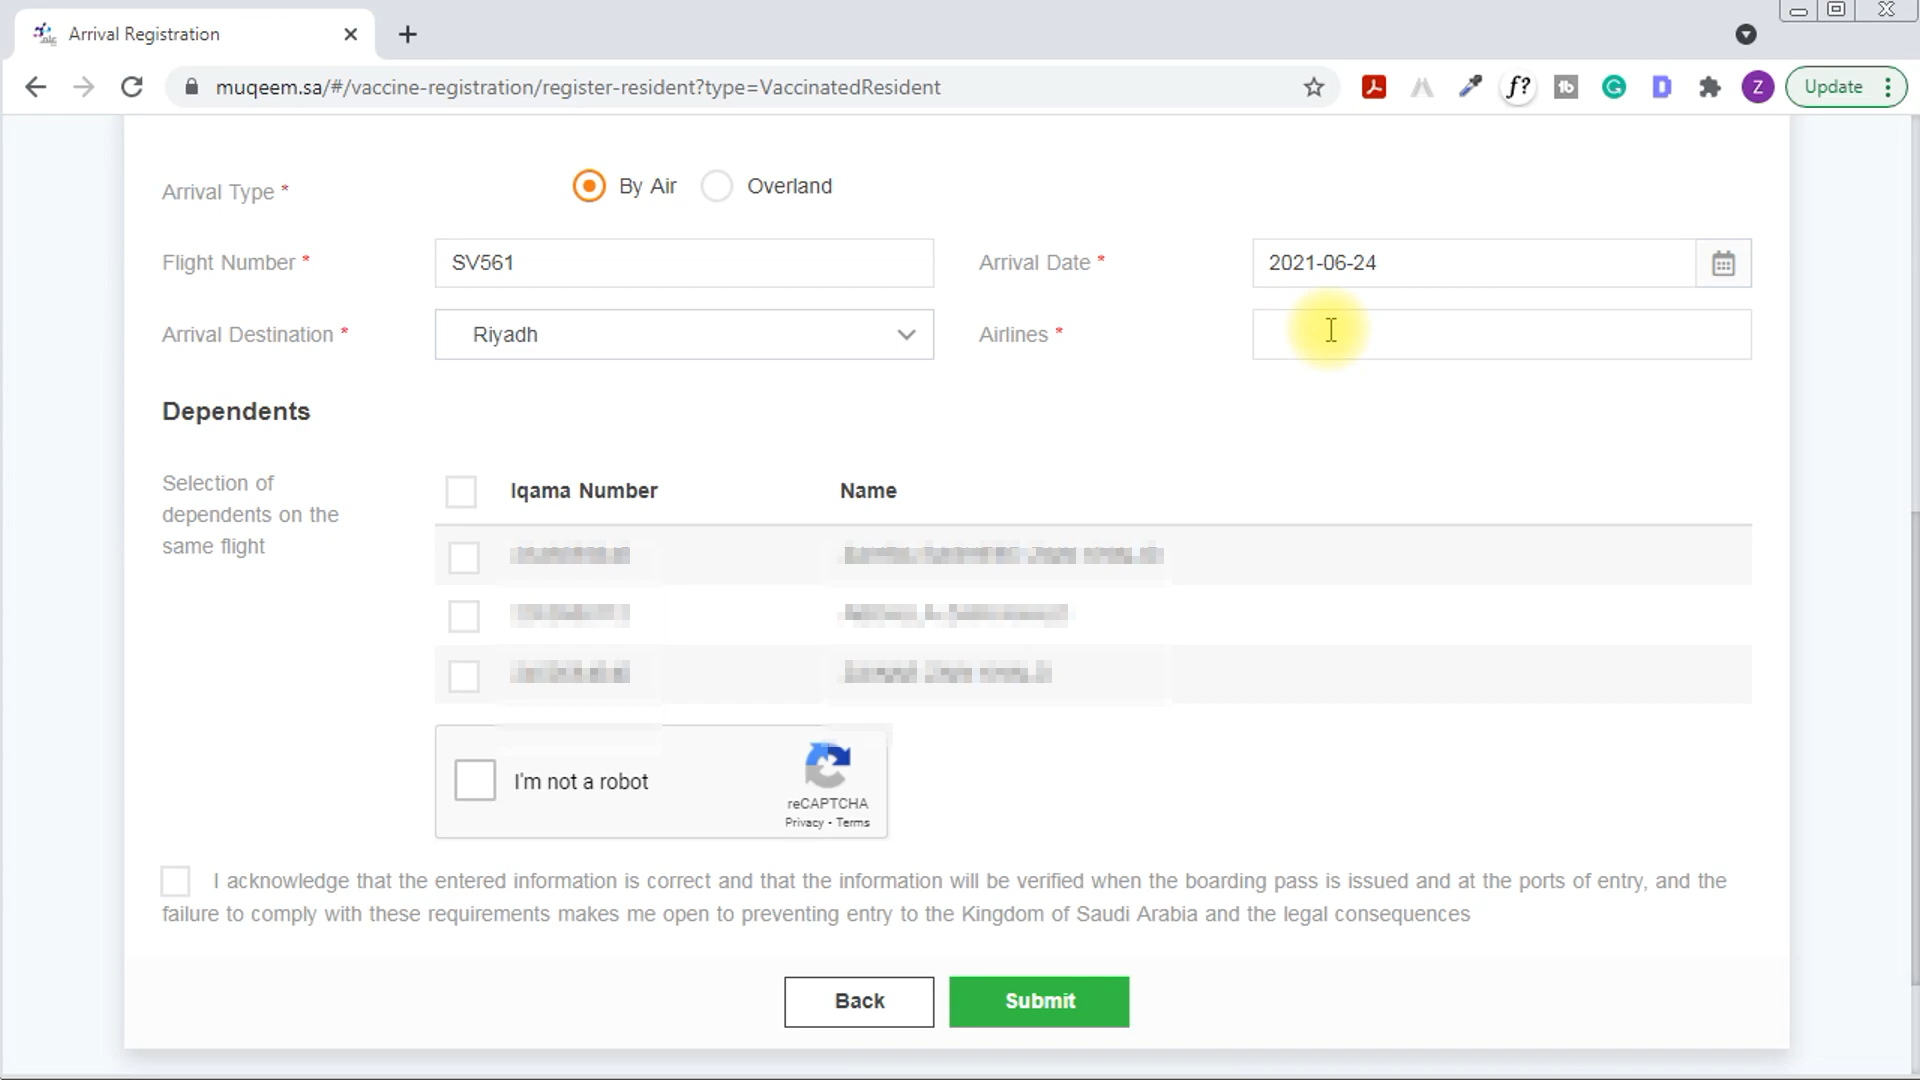 Arrival Registration
muqeem.sa/#/vaccine-registration/register-resident?type=VaccinatedResident
f?
tb
G
D
Z
Update
Arrival Type *
By Air
Overland
Flight Number *
SV561
Arrival Date *
2021-06-24
Arrival Destination *
Riyadh
Airlines *
Dependents
Selection of
dependents on the
same flight
Iqama Number
Name
I'm not a robot
reCAPTCHA
Privacy - Terms
I acknowledge that the entered information is correct and that the information will be verified when the boarding pass is issued and at the ports of entry, and the
failure to comply with these requirements makes me open to preventing entry to the Kingdom of Saudi Arabia and the legal consequences
Back
Submit